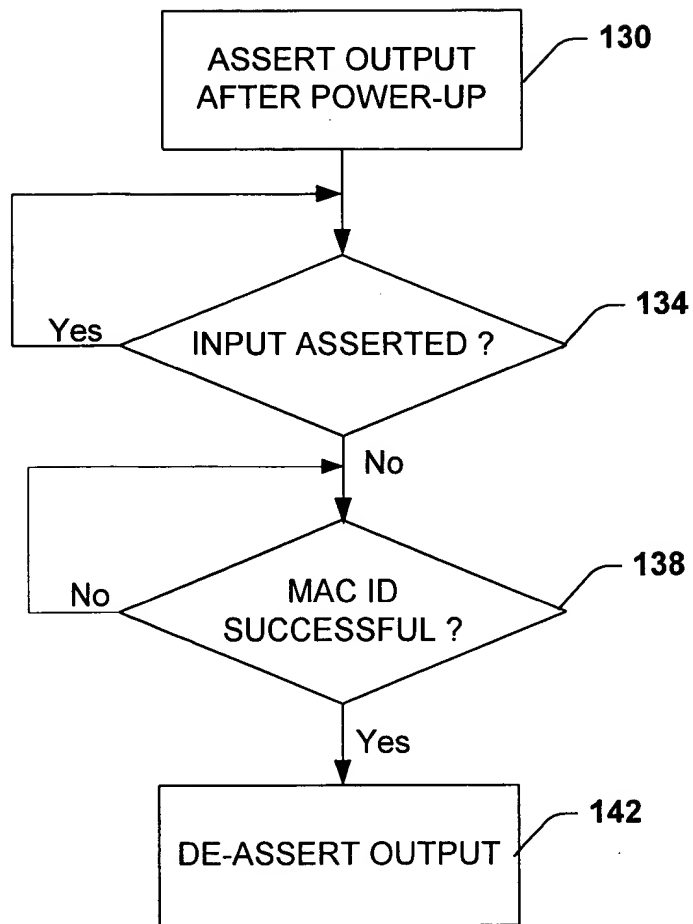 ASSERT OUTPUT
AFTER POWER-UP
130
INPUT ASSERTED ?
134
Yes
No
MAC ID
SUCCESSFUL ?
138
No
Yes
DE-ASSERT OUTPUT
142